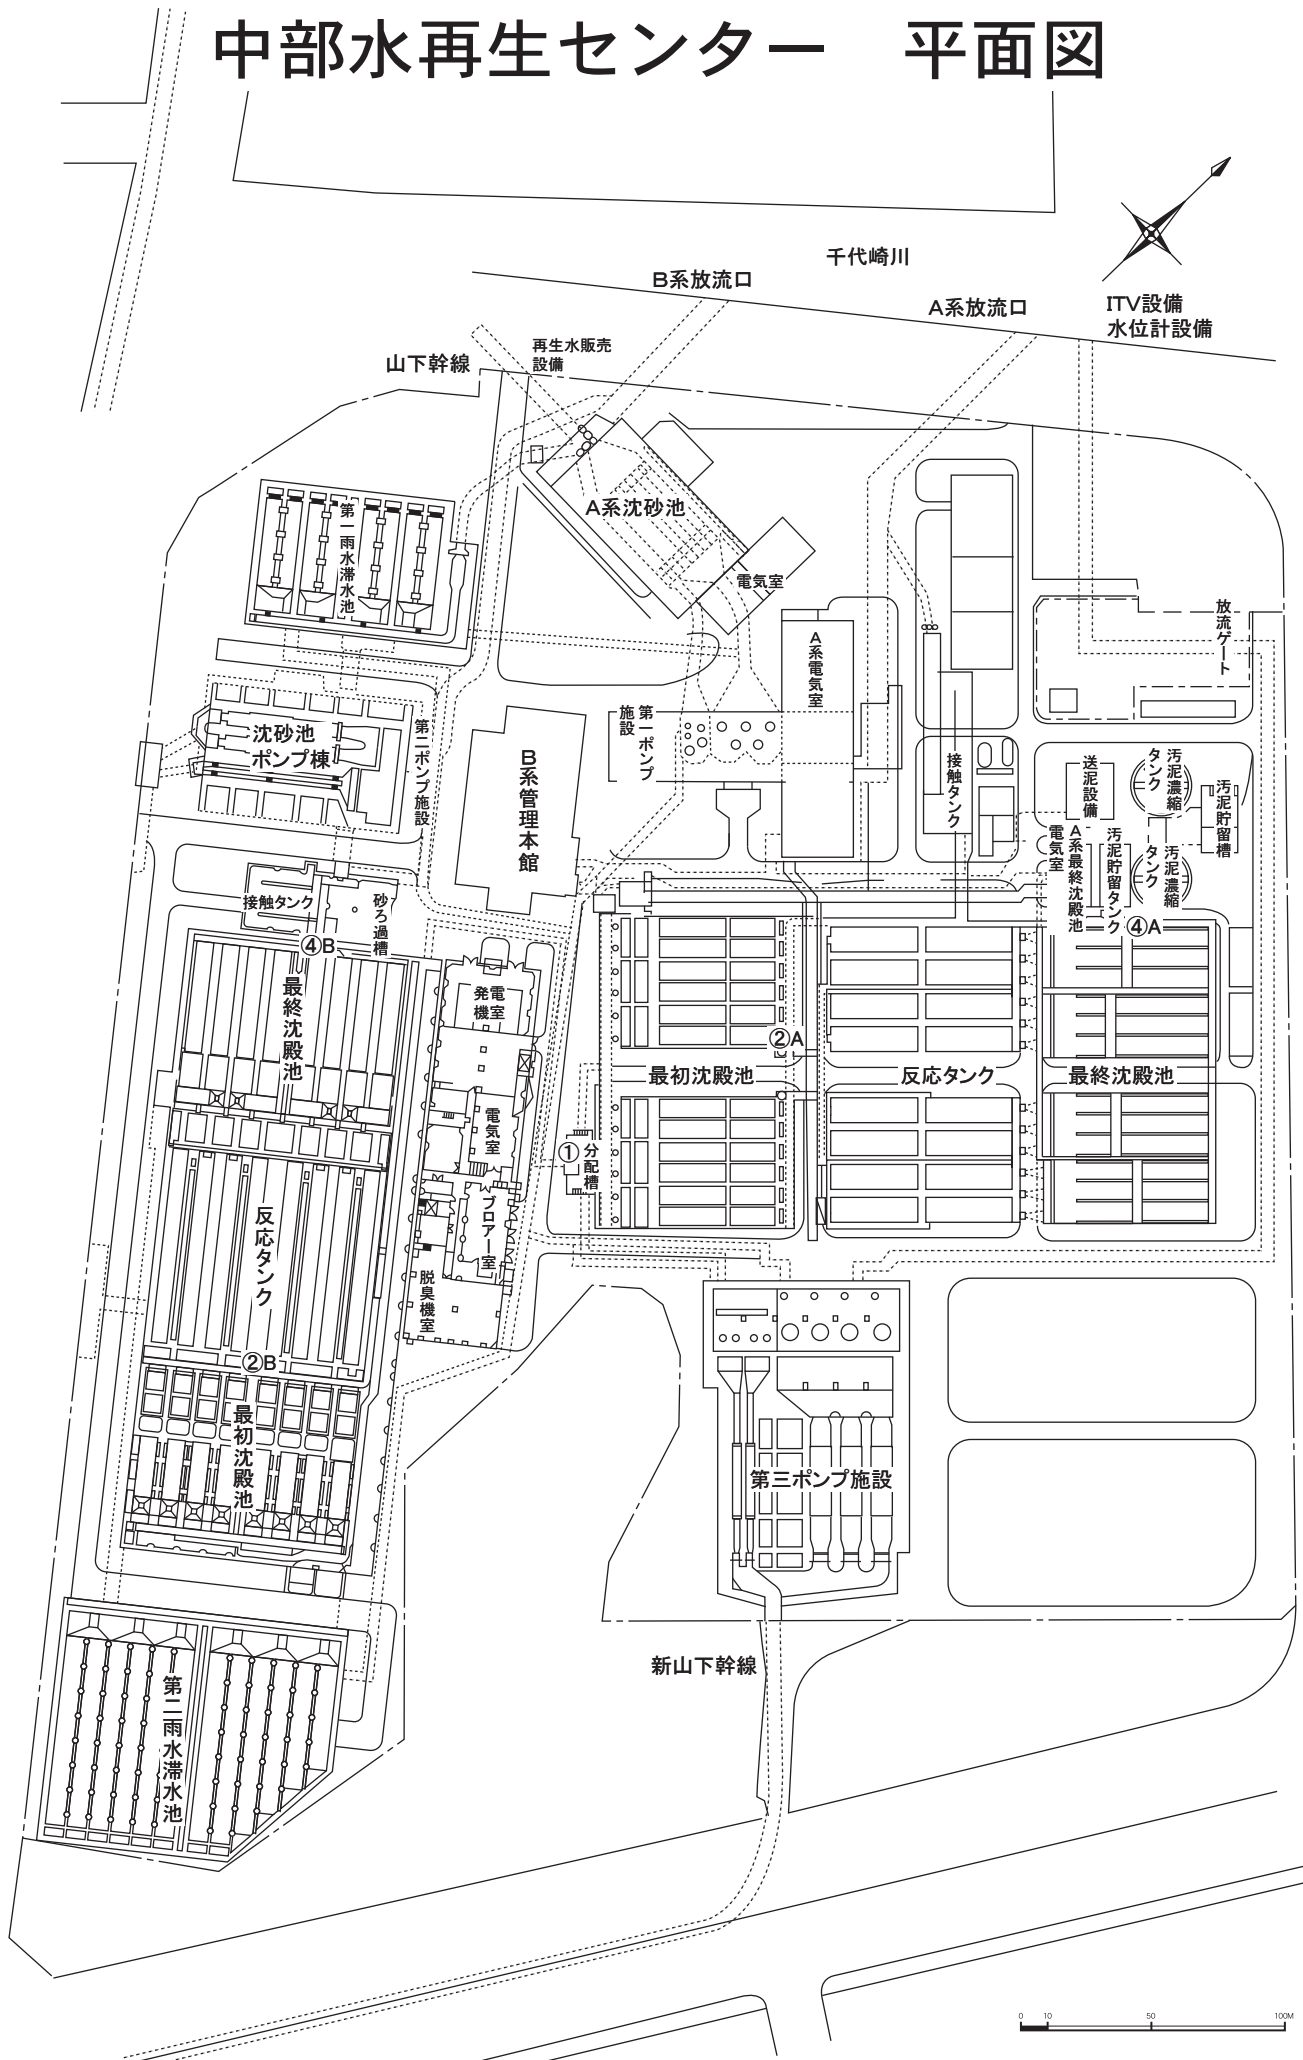 中部水再生センター　平面図
千代崎川
B系放流口
A系放流口
ITV設備
水位計設備
再生水販売
設備
山下幹線
A系沈砂池
第一雨水滞水池
電気室
放流ゲート
A系電気室
第一ポンプ
施設
第二ポンプ施設
沈砂池
ポンプ棟
B系管理本館
接触タンク
送泥設備
汚泥濃縮
タンク
汚泥貯留槽
A系最終沈殿池
電気室
汚泥貯留タンク
汚泥濃縮
タンク
接触タンク
砂ろ過槽
④B
④A
最終沈殿池
発電
機室
②A
最初沈殿池
反応タンク
最終沈殿池
電気室
①
分配槽
反応タンク
ブロアー室
脱臭機室
②B
最初沈殿池
第三ポンプ施設
新山下幹線
第二雨水滞水池
0 10 50 100M